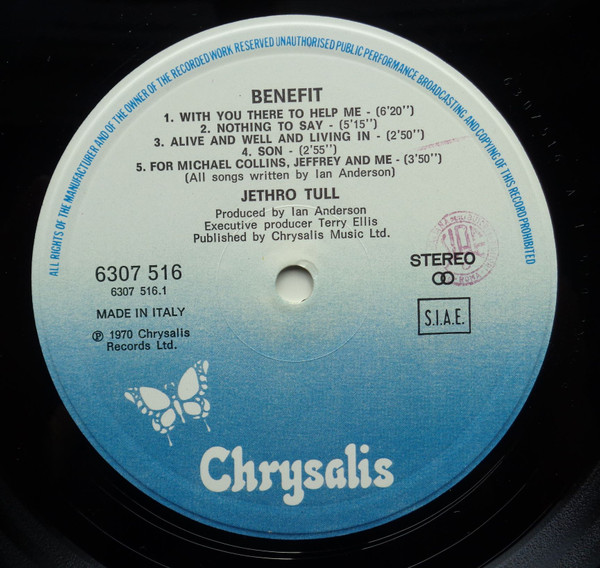 ALL RIGHTS OF THE MANUFACTURER AND OF THE OWNER OF THE RECORDED WORK RESERVED UNAUTHORISED PUBLIC PERFORMANCE BROADCASTING AND COPYING OF THIS RECORD PROHIBITED
BENEFIT
1. WITH YOU THERE TO HELP ME - (6'20'')
2. NOTHING TO SAY - (5'15'')
3. ALIVE AND WELL AND LIVING IN - (2'50'')
4. SON - (2'55'')
5. FOR MICHAEL COLLINS, JEFFREY AND ME - (3'50'')
(All songs written by Ian Anderson)
JETHRO TULL
Produced by Ian Anderson
Executive producer Terry Ellis
Published by Chrysalis Music Ltd.
6307 516
6307 516.1
MADE IN ITALY
℗ 1970 Chrysalis
Records Ltd.
STEREO
S.I.A.E.
Chrysalis